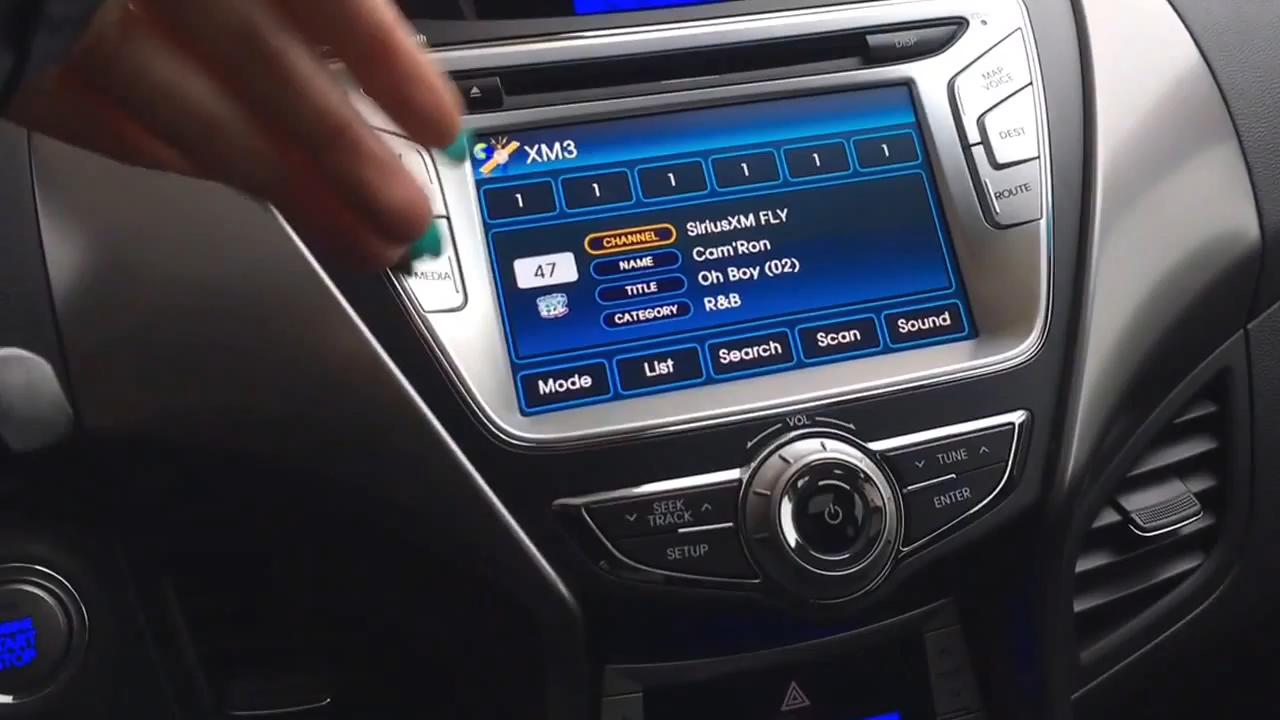 DISP
MAP
VOICE
DEST
ROUTE
MEDIA
XM3
1 1 1 1 1 1
47
CHANNEL SiriusXM FLY
NAME Cam'Ron
TITLE Oh Boy (02)
CATEGORY R&B
Mode List Search Scan Sound
VOL
SEEK
TRACK
SETUP
TUNE
ENTER
START
STOP